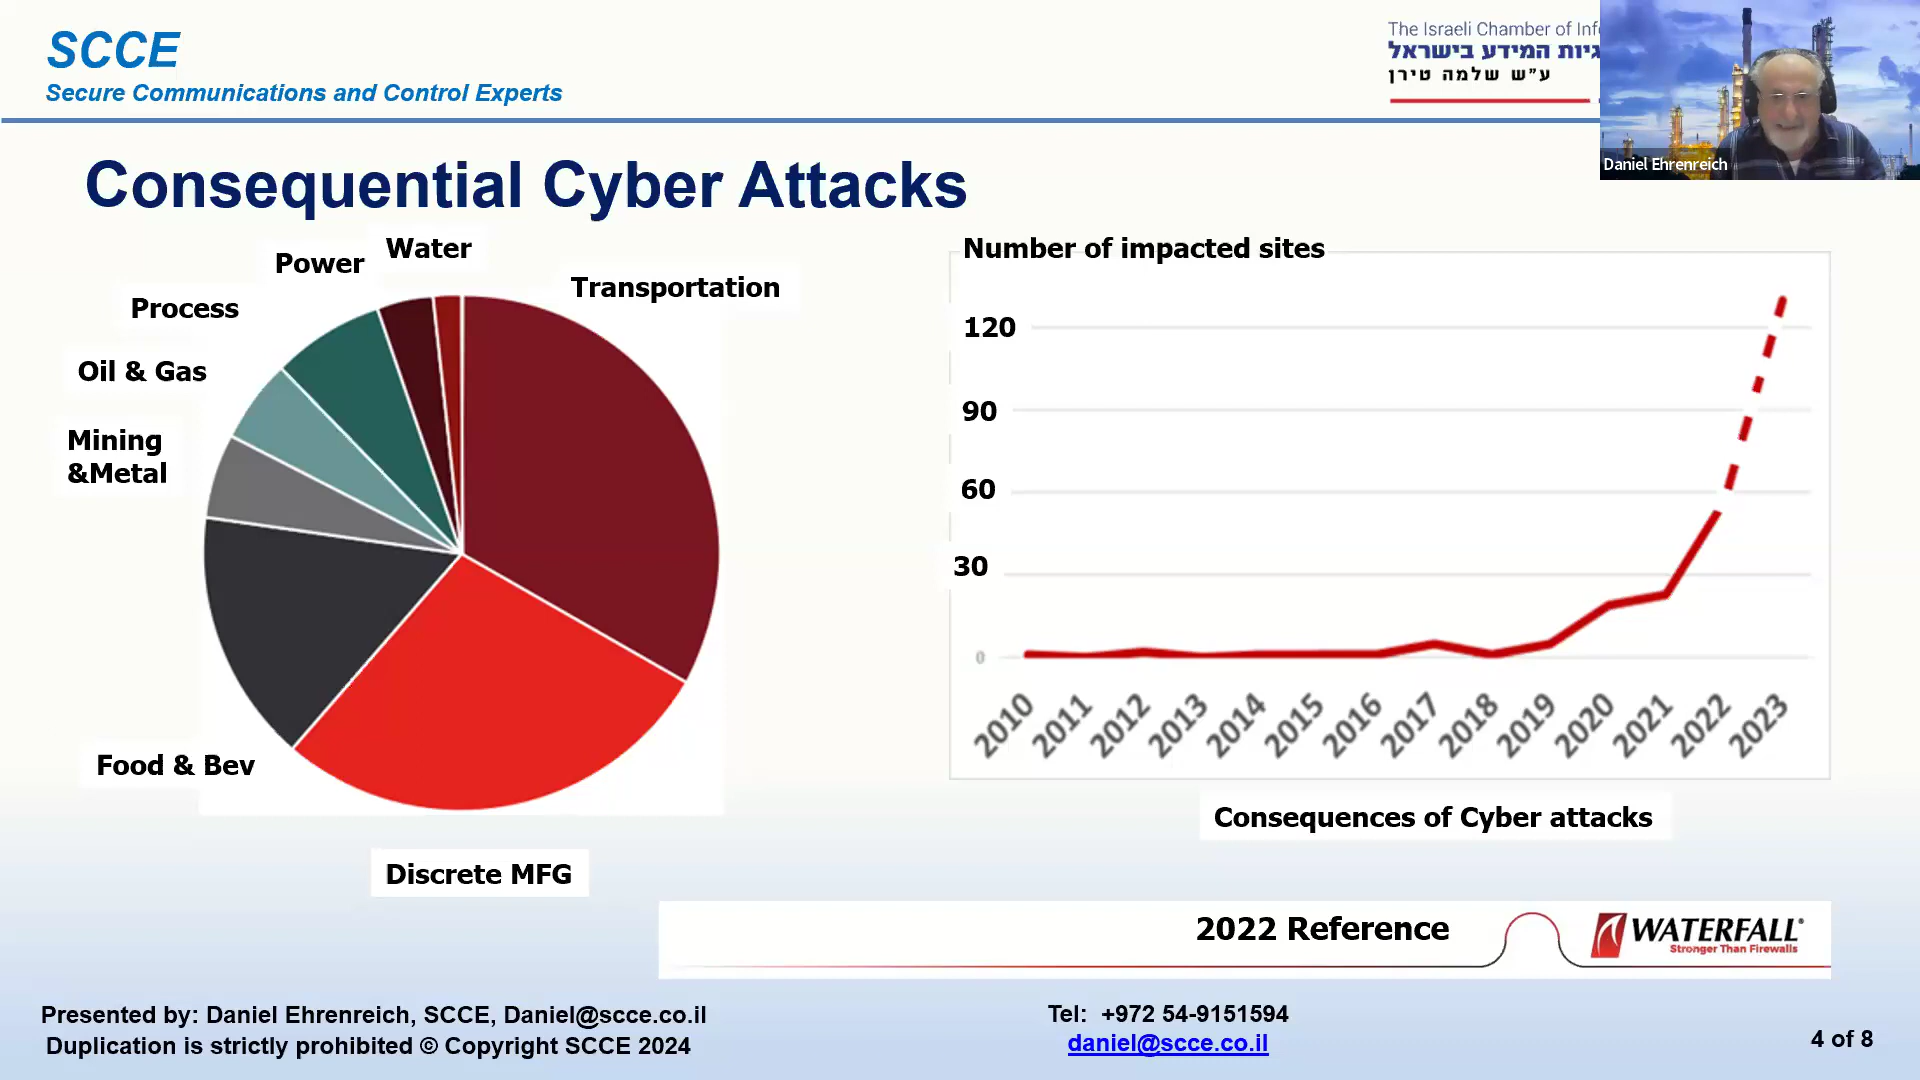 SCCE
Secure Communications and Control Experts
The Israeli Chamber of
גיות המידע בישראל
ע"ש שלמה טירן
Daniel Ehrenreich
Consequential Cyber Attacks
Water
Power
Transportation
Process
Oil & Gas
Mining
&Metal
Food & Bev
Discrete MFG
Number of impacted sites
120
90
60
30
0
2010 2011 2012 2013 2014 2015 2016 2017 2018 2019 2020 2021 2022 2023
Consequences of Cyber attacks
2022 Reference
WATERFALL®
Stronger Than Firewalls
Presented by: Daniel Ehrenreich, SCCE, Daniel@scce.co.il
Duplication is strictly prohibited © Copyright SCCE 2024
Tel: +972 54-9151594
daniel@scce.co.il
4 of 8